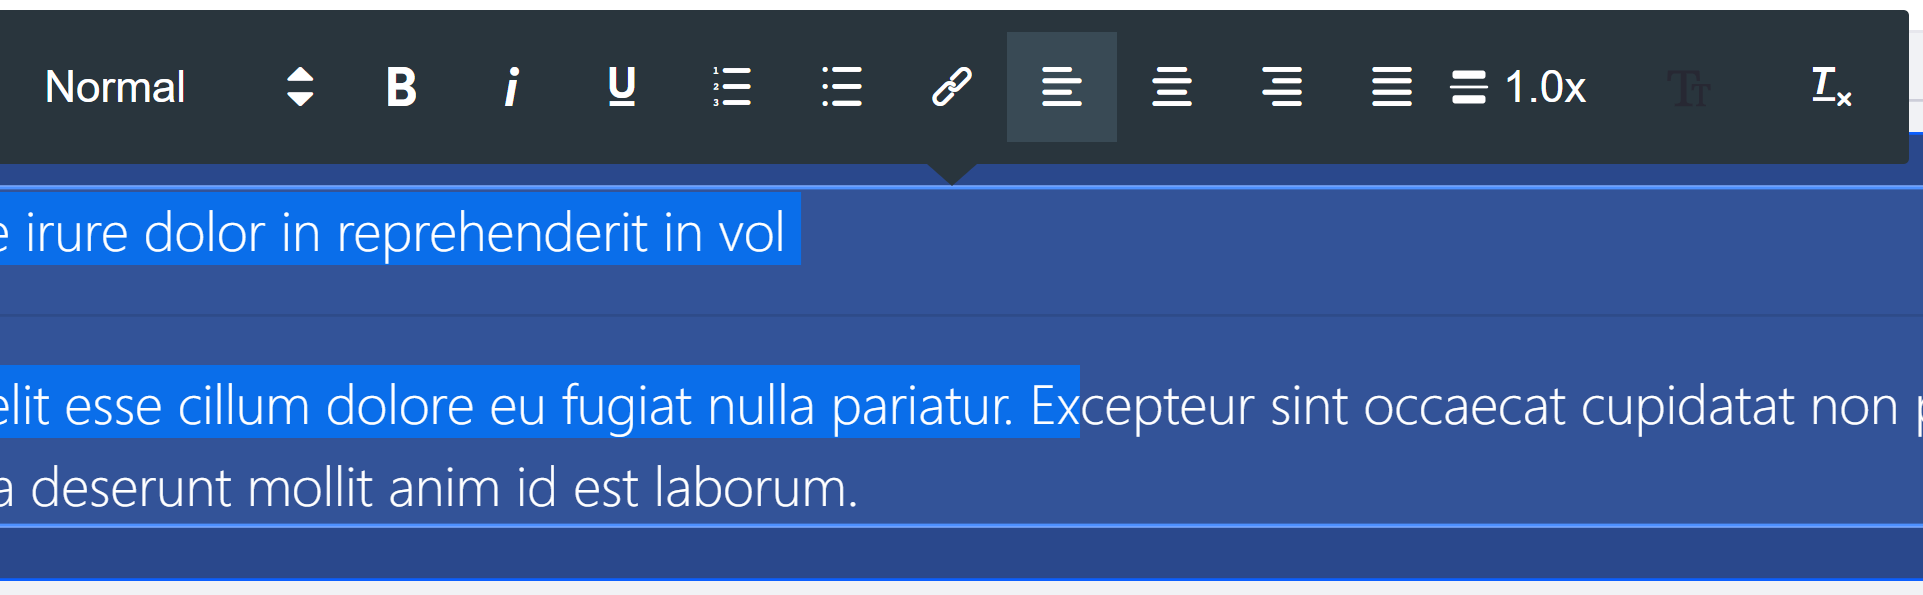 Normal B i U 1.0x
e irure dolor in reprehenderit in vol
elit esse cillum dolore eu fugiat nulla pariatur. Excepteur sint occaecat cupidatat non p
a deserunt mollit anim id est laborum.